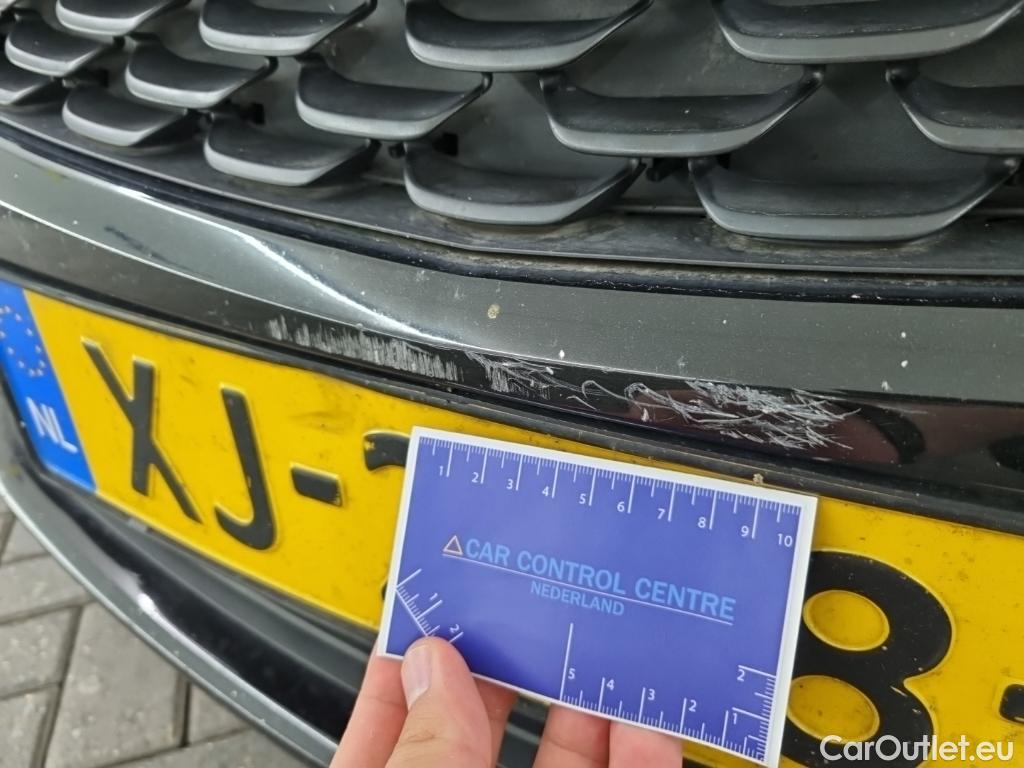 NL
XJ-
8
1 2 3 4 5 6 7 8 9 10
CAR CONTROL CENTRE
NEDERLAND
1 2
5 4 3 2 1
2
CarOutlet.eu